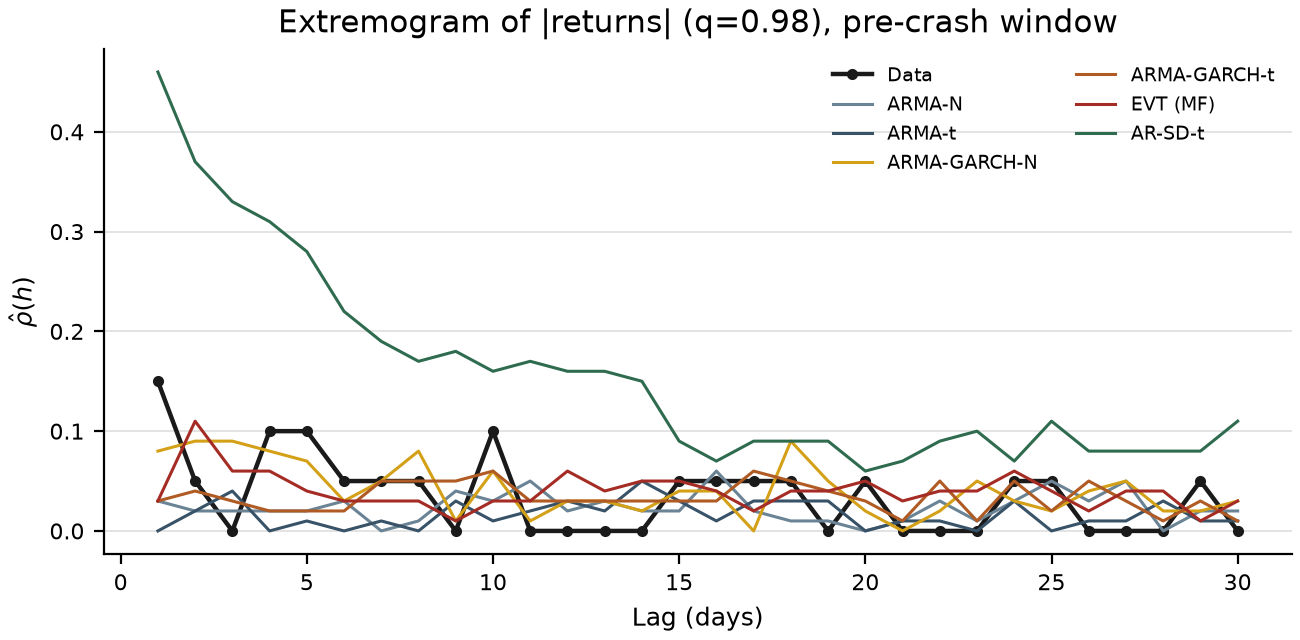 Extremogram of |returns| (q=0.98), pre-crash window
Data
ARMA-N
ARMA-t
ARMA-GARCH-N
ARMA-GARCH-t
EVT (MF)
AR-SD-t
0.4
0.3
0.2
0.1
0.0
ρ̂(h)
0 5 10 15 20 25 30
Lag (days)